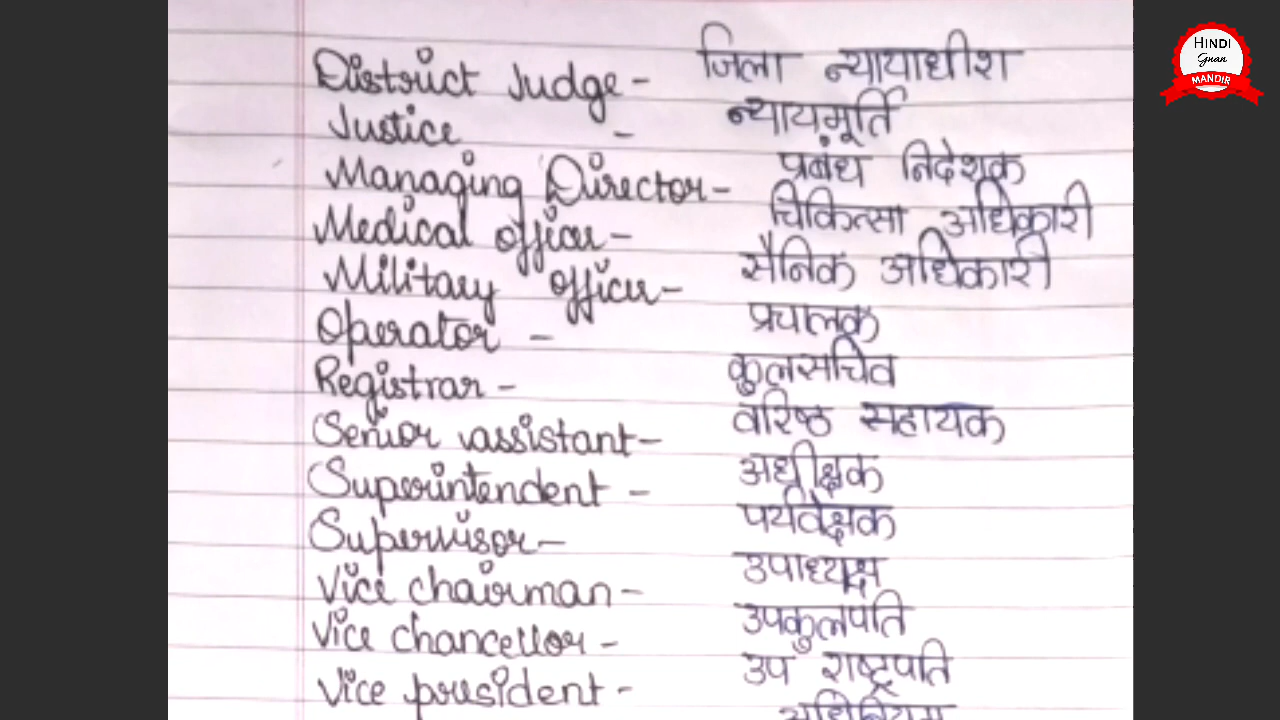 District Judge - जिला न्यायाधीश
Justice - न्यायमूर्ति
Managing Director - प्रबंध निदेशक
Medical officer - चिकित्सा अधिकारी
Military officer - सैनिक अधिकारी
Operator - प्रचालक
Registrar - कुलसचिव
Senior assistant - वरिष्ठ सहायक
Superintendent - अधीक्षक
Supervisor - पर्यवेक्षक
Vice chairman - उपाध्यक्ष
Vice chancellor - उपकुलपति
Vice president - उप राष्ट्रपति
HINDI
Gnan
MANDIR